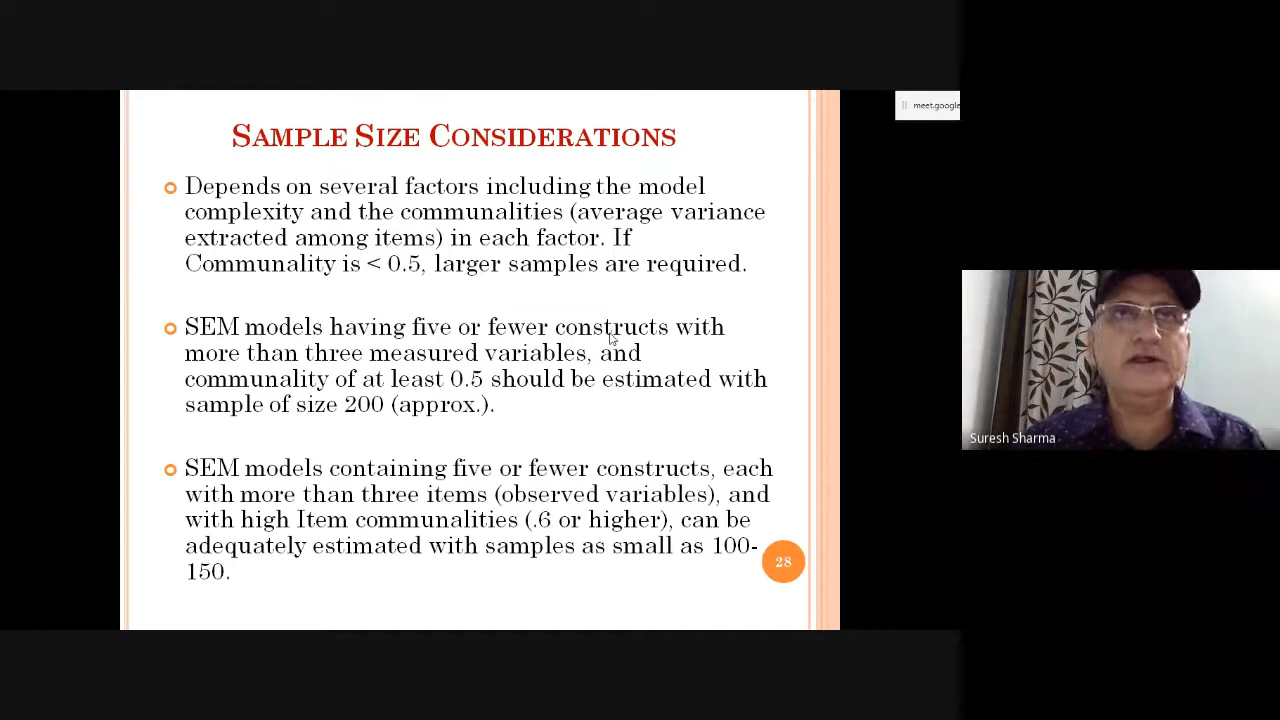 SAMPLE SIZE CONSIDERATIONS
Depends on several factors including the model
complexity and the communalities (average variance
extracted among items) in each factor. If
Communality is < 0.5, larger samples are required.
SEM models having five or fewer constructs with
more than three measured variables, and
communality of at least 0.5 should be estimated with
sample of size 200 (approx.).
SEM models containing five or fewer constructs, each
with more than three items (observed variables), and
with high Item communalities (.6 or higher), can be
adequately estimated with samples as small as 100-
150.
28
meet.google
Suresh Sharma